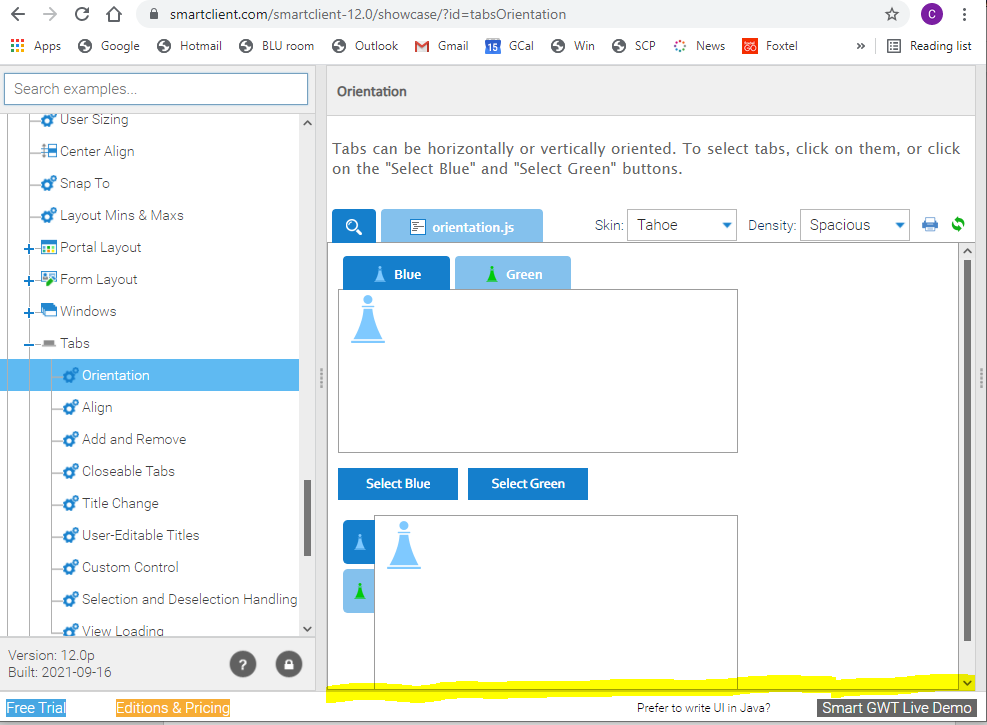 smartclient.com/smartclient-12.0/showcase/?id=tabsOrientation
C
Apps Google Hotmail BLU room Outlook Gmail 15 GCal Win SCP News Foxtel » Reading list
Search examples...
User Sizing
Center Align
Snap To
Layout Mins & Maxs
Portal Layout
Form Layout
Windows
Tabs
Orientation
Align
Add and Remove
Closeable Tabs
Title Change
User-Editable Titles
Custom Control
Selection and Deselection Handling
View Loading
Version: 12.0p
Built: 2021-09-16
?
Orientation
Tabs can be horizontally or vertically oriented. To select tabs, click on them, or click
on the "Select Blue" and "Select Green" buttons.
orientation.js
Skin: Tahoe Density: Spacious
Blue Green
Select Blue Select Green
Free Trial Editions & Pricing Prefer to write UI in Java? Smart GWT Live Demo